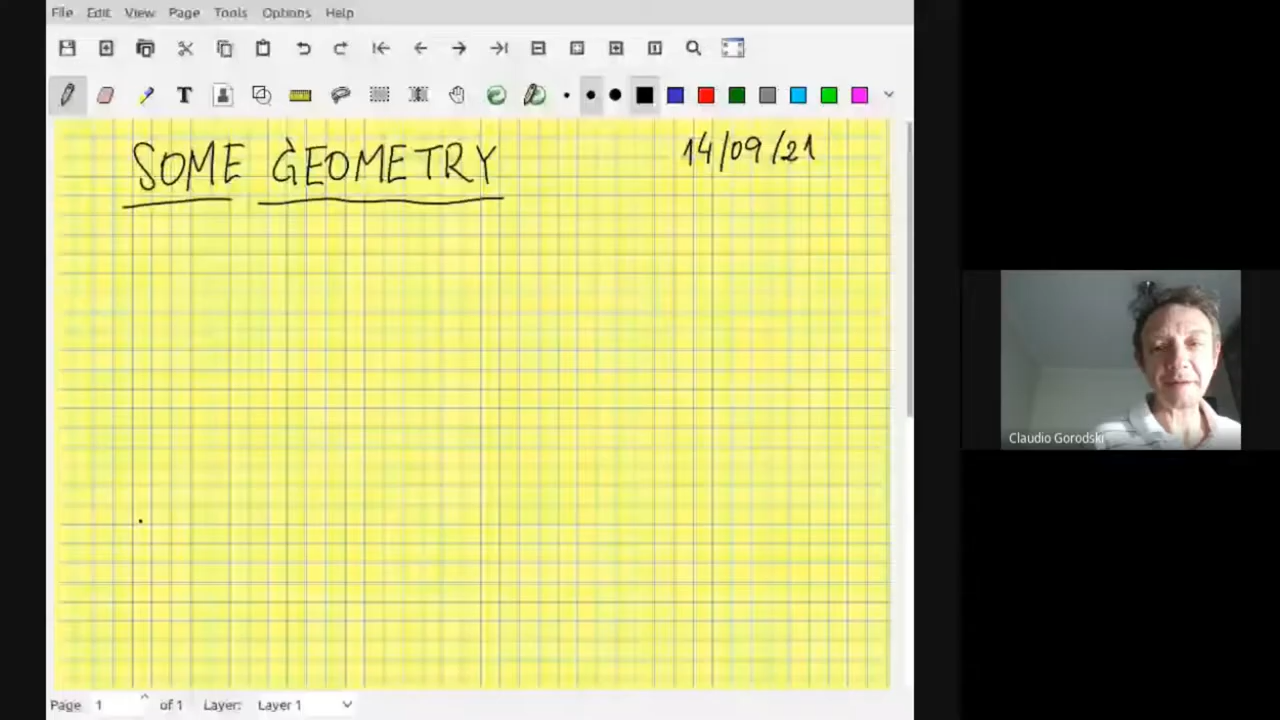 File Edit View Page Tools Options Help
T
SOME GEOMETRY 14/09/21
Claudio Gorodski
Page 1 of 1 Layer: Layer 1